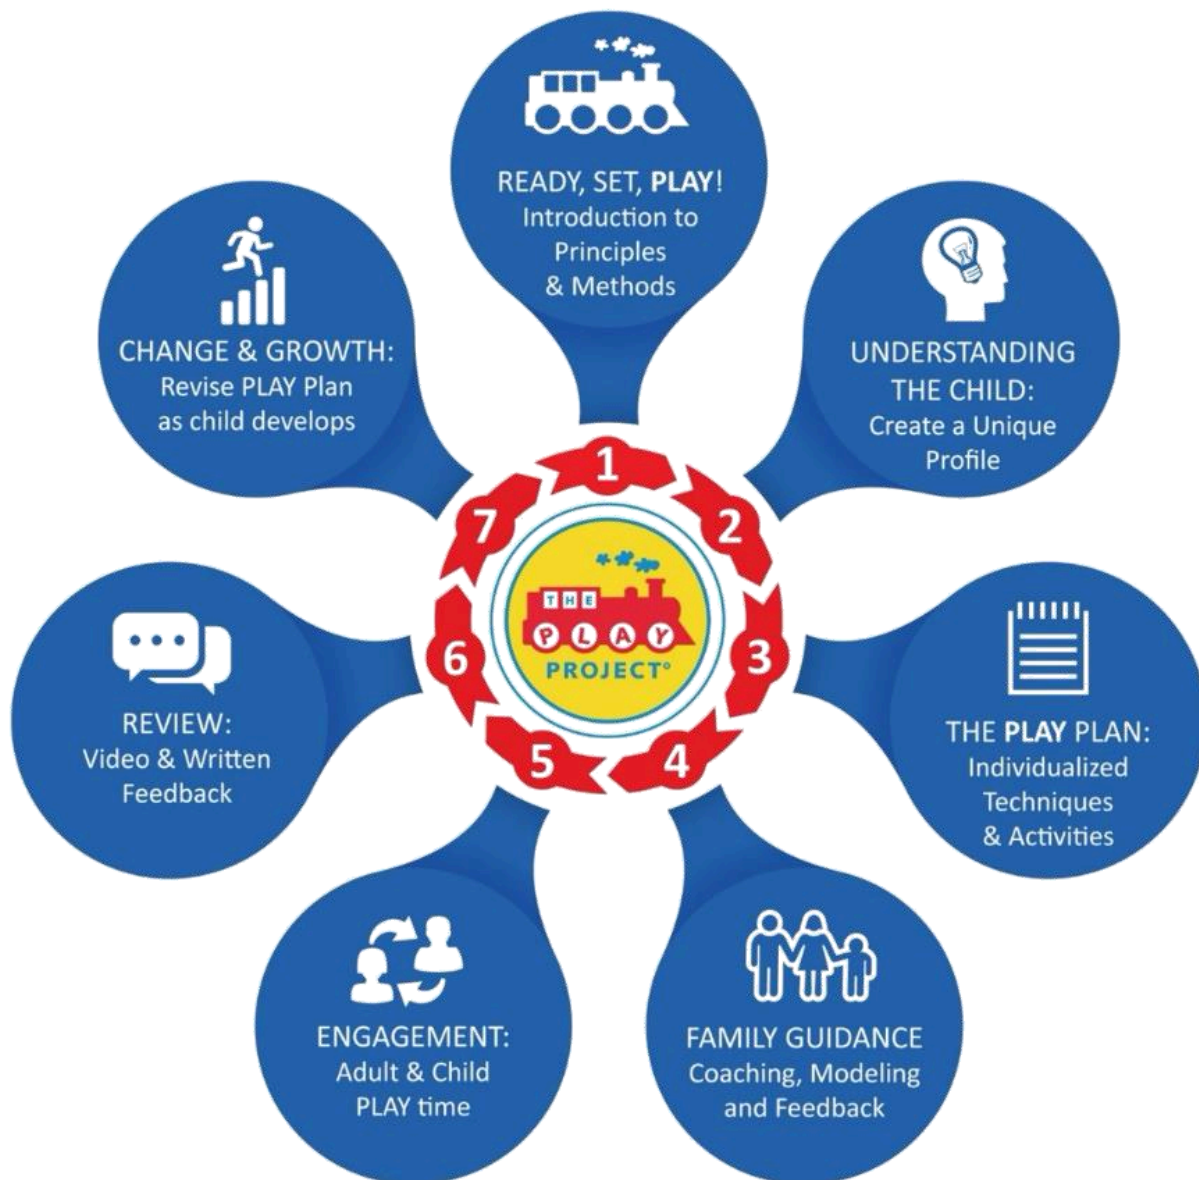 READY, SET, PLAY!
Introduction to
Principles
& Methods
UNDERSTANDING
THE CHILD:
Create a Unique
Profile
THE PLAY PLAN:
Individualized
Techniques
& Activities
FAMILY GUIDANCE
Coaching, Modeling
and Feedback
ENGAGEMENT:
Adult & Child
PLAY time
REVIEW:
Video & Written
Feedback
CHANGE & GROWTH:
Revise PLAY Plan
as child develops
1
2
3
4
5
6
7
THE
PLAY
PROJECT®